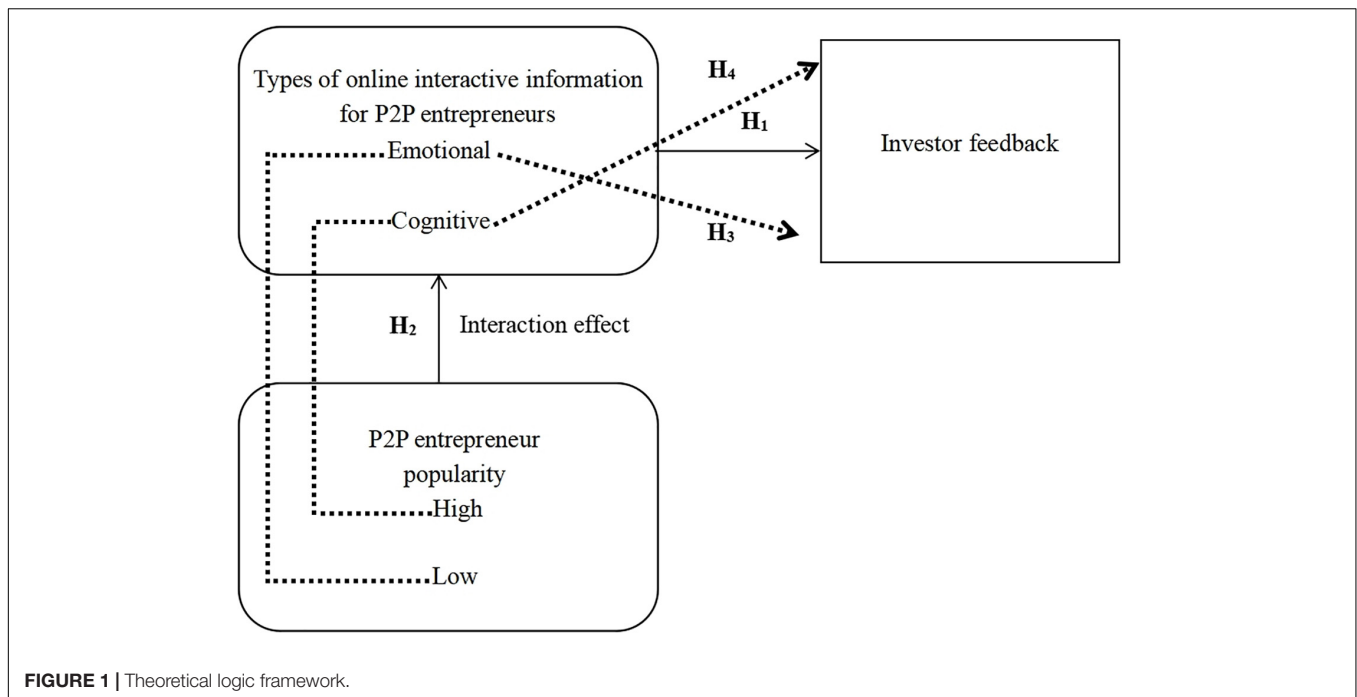 Types of online interactive information
for P2P entrepreneurs
Emotional
Cognitive
H₄
H₁
H₃
Investor feedback
H₂ Interaction effect
P2P entrepreneur
popularity
High
Low
FIGURE 1 | Theoretical logic framework.